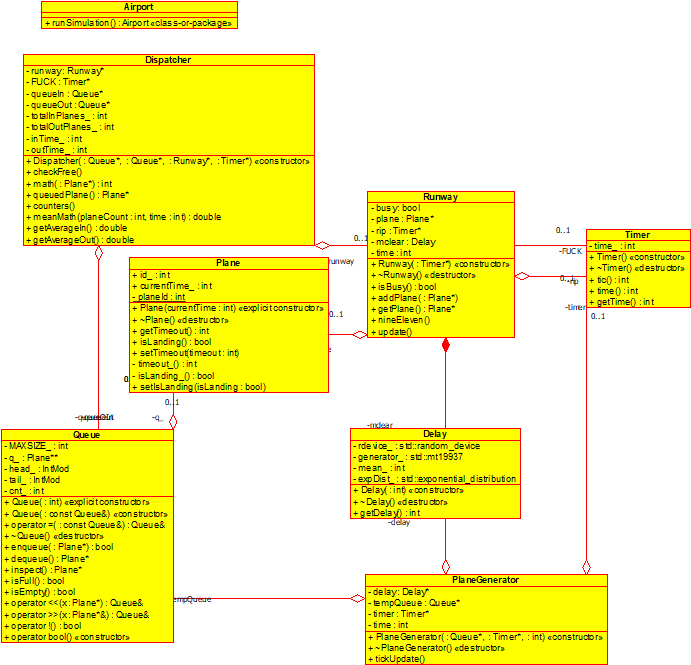 Airport
+ runSimulation() : Airport «class-or-package»
Dispatcher
- runway: Runway*
- FUCK : Timer*
- queueIn : Queue*
- queueOut : Queue*
- totalInPlanes_ : int
- totalOutPlanes_ : int
- inTime_ : int
- outTime_ : int
+ Dispatcher( : Queue*, : Queue*, : Runway*, : Timer*) «constructor»
+ checkFree()
+ math( : Plane*) : int
+ queuedPlane() : Plane*
+ counters()
+ meanMath(planeCount : int, time : int) : double
+ getAverageIn() : double
+ getAverageOut() : double
Runway
- busy: bool
- plane : Plane*
- rip : Timer*
- mclear : Delay
- time : int
+ Runway( : Timer*) «constructor»
+ ~Runway() «destructor»
+ isBusy() : bool
+ addPlane( : Plane*)
+ getPlane() : Plane*
+ nineEleven()
+ update()
Timer
- time_ : int
+ Timer() «constructor»
+ ~Timer() «destructor»
+ tic() : int
+ time() : int
+ getTime() : int
0..1
runway
0..1
-FUCK
0..1
-rip
-timer
0..1
Plane
+ id_ : int
+ currentTime_ : int
- planeId : int
+ Plane(currentTime : int) «explicit constructor»
+ ~Plane() «destructor»
+ getTimeout() : int
+ isLanding() : bool
+ setTimeout(timeout : int)
- timeout_() : int
- isLanding_() : bool
+ setIsLanding(isLanding : bool)
0..1
0..1
-q_
-queueOut
-mclear
Queue
- MAXSIZE_ : int
- q_ : Plane**
- head_ : IntMod
- tail_ : IntMod
- cnt_ : int
+ Queue( : int) «explicit constructor»
+ Queue( : const Queue&) «constructor»
+ operator =( : const Queue&) : Queue&
+ ~Queue() «destructor»
+ enqueue( : Plane*) : bool
+ dequeue() : Plane*
+ inspect() : Plane*
+ isFull() : bool
+ isEmpty() : bool
+ operator <<(x : Plane*) : Queue&
+ operator >>(x : Plane*&) : Queue&
+ operator !() : bool
+ operator bool() «constructor»
Delay
- rdevice_ : std::random_device
- generator_ : std::mt19937
- mean_ : int
- expDist_ : std::exponential_distribution
+ Delay( : int) «constructor»
+ ~Delay() «destructor»
+ getDelay() : int
-delay
empQueue
PlaneGenerator
- delay : Delay*
- tempQueue : Queue*
- timer : Timer*
- time : int
+ PlaneGenerator( : Queue*, : Timer*, : int) «constructor»
+ ~PlaneGenerator() «destructor»
+ tickUpdate()